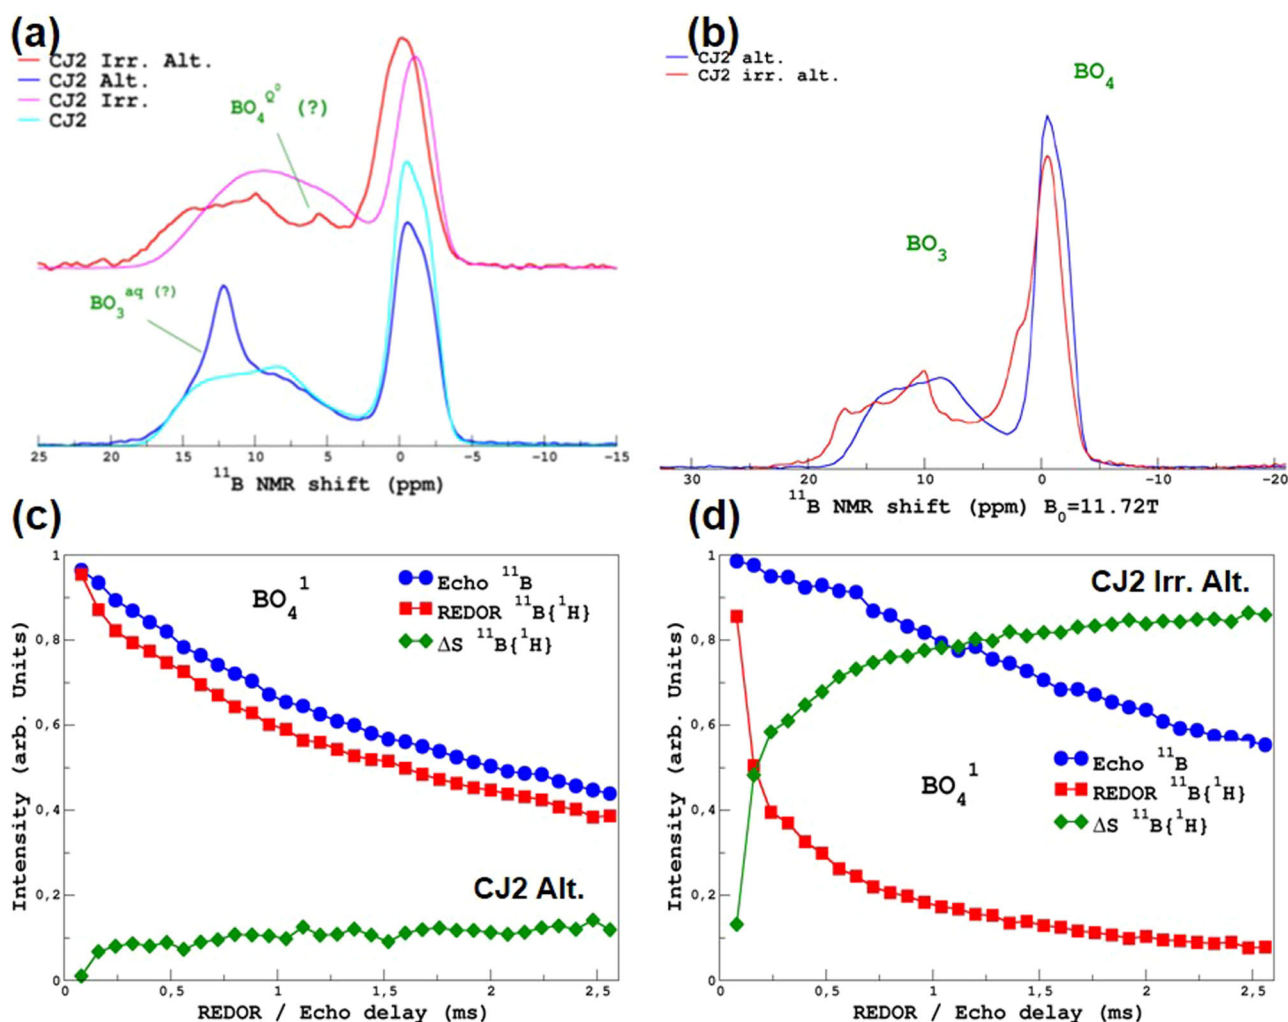 (a)
CJ2 Irr. Alt.
CJ2 Alt.
CJ2 Irr.
CJ2
BO₄ Q⁰ (?)
BO₃ aq (?)
25 20 15 10 5 0 -5 -10 -15
¹¹B NMR shift (ppm)
(b)
CJ2 alt.
CJ2 irr. alt.
BO₄
BO₃
30 20 10 0 -10 -20
¹¹B NMR shift (ppm) B₀=11.72T
(c)
Intensity (arb. Units)
1
0,8
0,6
0,4
0,2
0
BO₄¹
Echo ¹¹B
REDOR ¹¹B{¹H}
ΔS ¹¹B{¹H}
CJ2 Alt.
0 0,5 1 1,5 2 2,5
REDOR / Echo delay (ms)
(d)
Intensity (arb. Units)
1
0,8
0,6
0,4
0,2
0
CJ2 Irr. Alt.
BO₄¹
Echo ¹¹B
REDOR ¹¹B{¹H}
ΔS ¹¹B{¹H}
0 0,5 1 1,5 2 2,5
REDOR / Echo delay (ms)